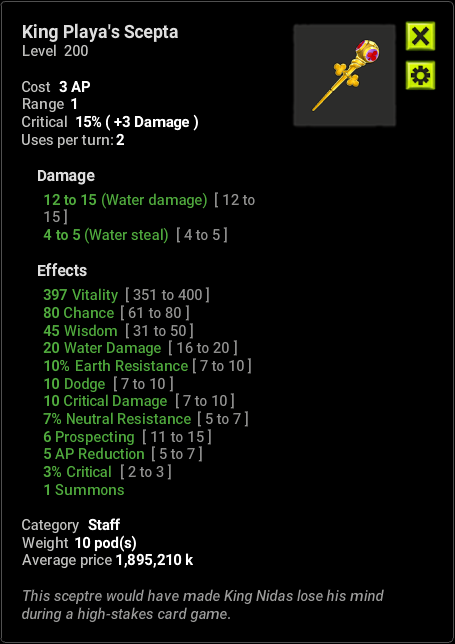 King Playa's Scepta
Level 200
Cost 3 AP
Range 1
Critical 15% ( +3 Damage )
Uses per turn: 2
Damage
12 to 15 (Water damage) [ 12 to
15 ]
4 to 5 (Water steal) [ 4 to 5 ]
Effects
397 Vitality [ 351 to 400 ]
80 Chance [ 61 to 80 ]
45 Wisdom [ 31 to 50 ]
20 Water Damage [ 16 to 20 ]
10% Earth Resistance [ 7 to 10 ]
10 Dodge [ 7 to 10 ]
10 Critical Damage [ 7 to 10 ]
7% Neutral Resistance [ 5 to 7 ]
6 Prospecting [ 11 to 15 ]
5 AP Reduction [ 5 to 7 ]
3% Critical [ 2 to 3 ]
1 Summons
Category Staff
Weight 10 pod(s)
Average price 1,895,210 k
This sceptre would have made King Nidas lose his mind
during a high-stakes card game.